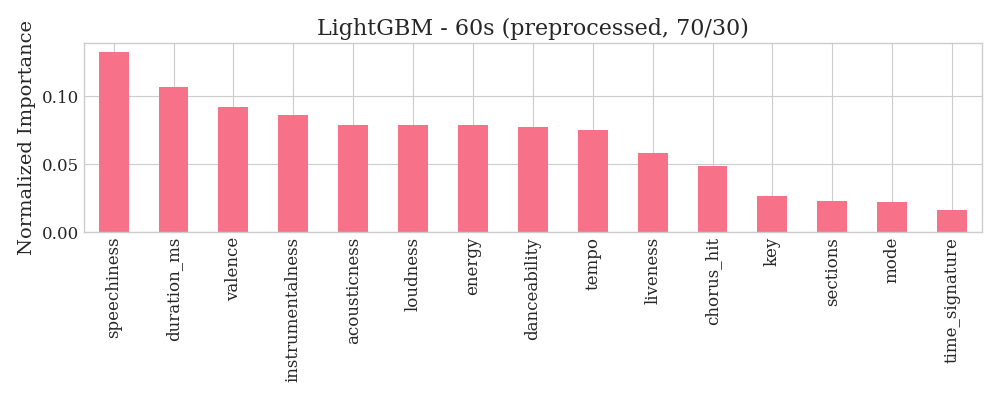 LightGBM - 60s (preprocessed, 70/30)
Normalized Importance
0.10
0.05
0.00
speechiness
duration_ms
valence
instrumentalness
acousticness
loudness
energy
danceability
tempo
liveness
chorus_hit
key
sections
mode
time_signature